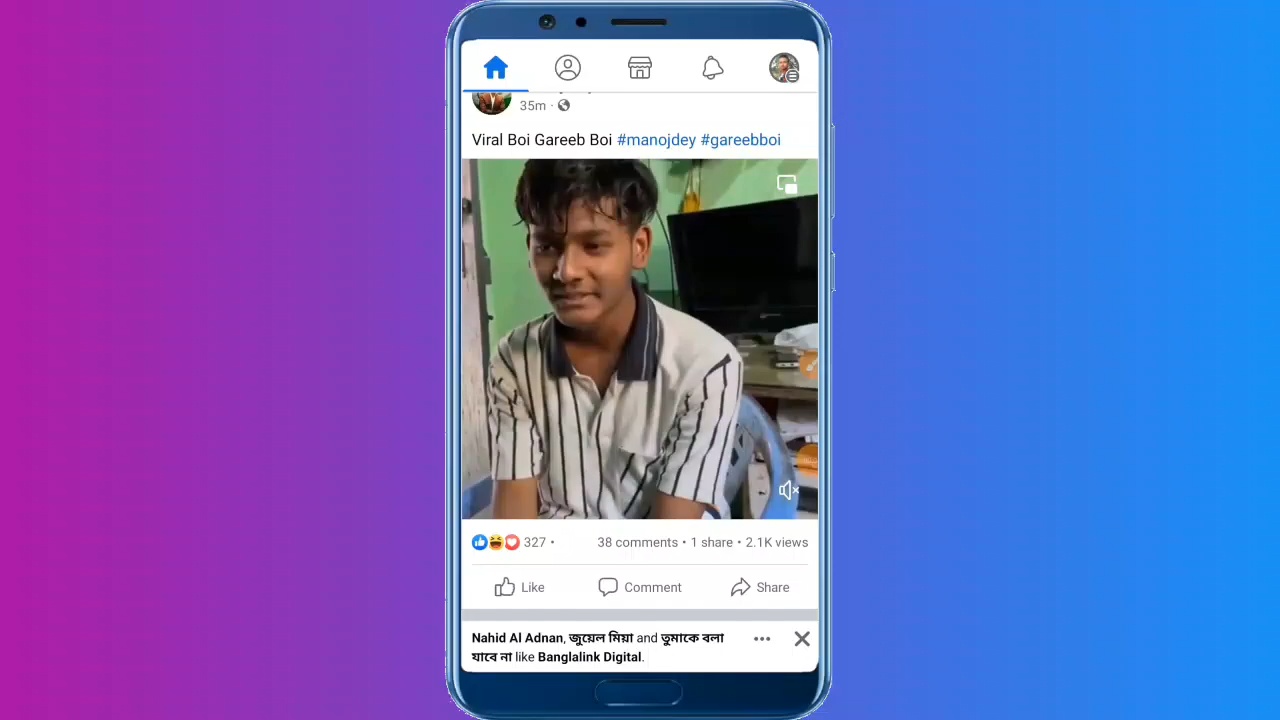 35m ·
Viral Boi Gareeb Boi #manojdey #gareebboi
327 · 38 comments • 1 share • 2.1K views
Like Comment Share
Nahid Al Adnan, জুয়েল মিয়া and তুমাকে বলা
যাবে না like Banglalink Digital.